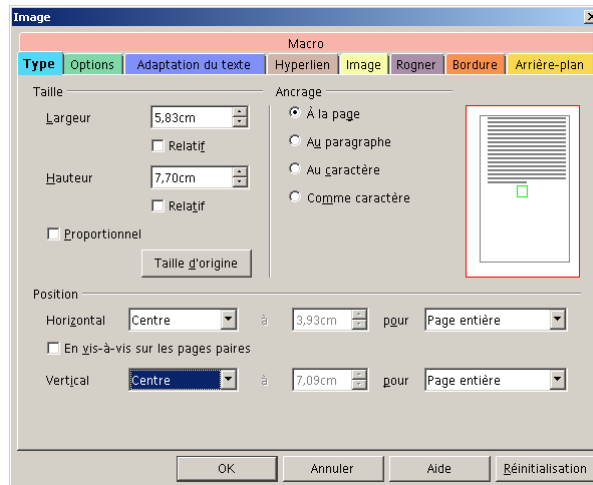 Image
Macro
Type Options Adaptation du texte Hyperlien Image Rogner Bordure Arrière-plan
Taille
Largeur 5,83cm
Relatif
Hauteur 7,70cm
Relatif
Proportionnel
Taille d'origine
Ancrage
À la page
Au paragraphe
Au caractère
Comme caractère
Position
Horizontal Centre à 3,93cm pour Page entière
En vis-à-vis sur les pages paires
Vertical Centre à 7,09cm pour Page entière
OK Annuler Aide Réinitialisation